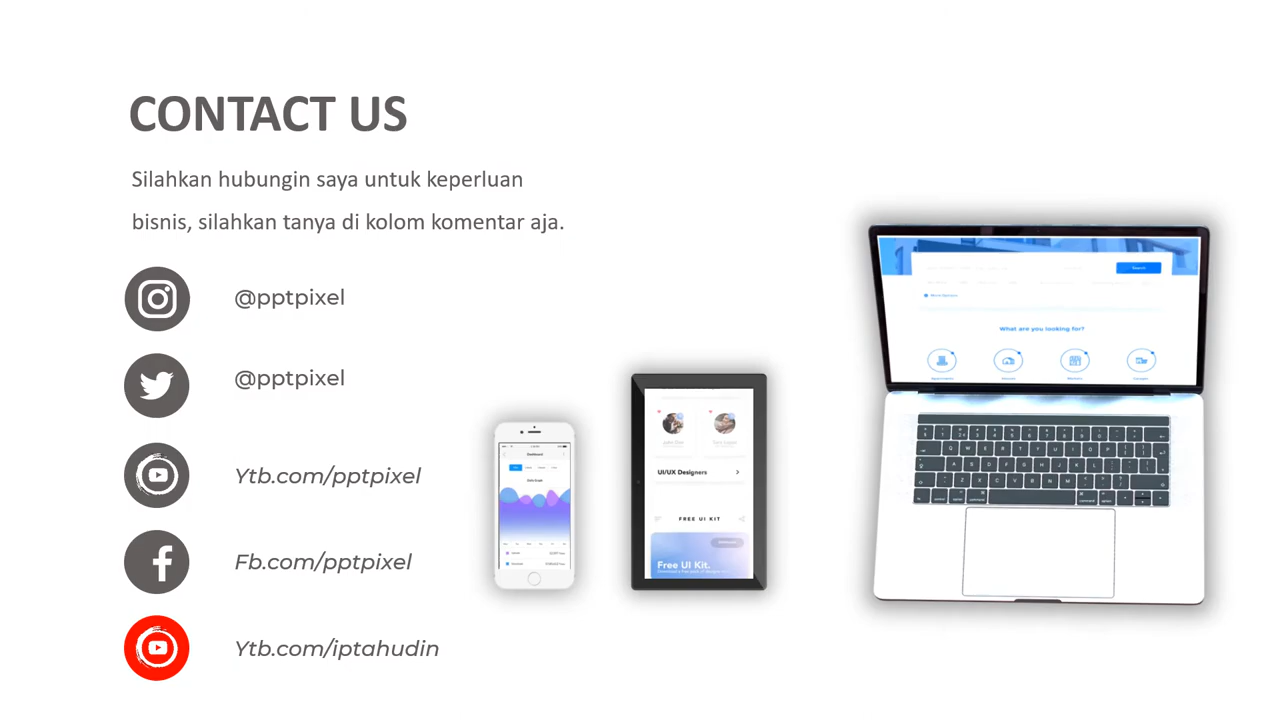 CONTACT US
Silahkan hubungin saya untuk keperluan
bisnis, silahkan tanya di kolom komentar aja.
@pptpixel
@pptpixel
Ytb.com/pptpixel
Fb.com/pptpixel
Ytb.com/iptahudin
Dashboard
UI/UX Designers
FREE UI KIT
Free UI Kit.
Search
What are you looking for?